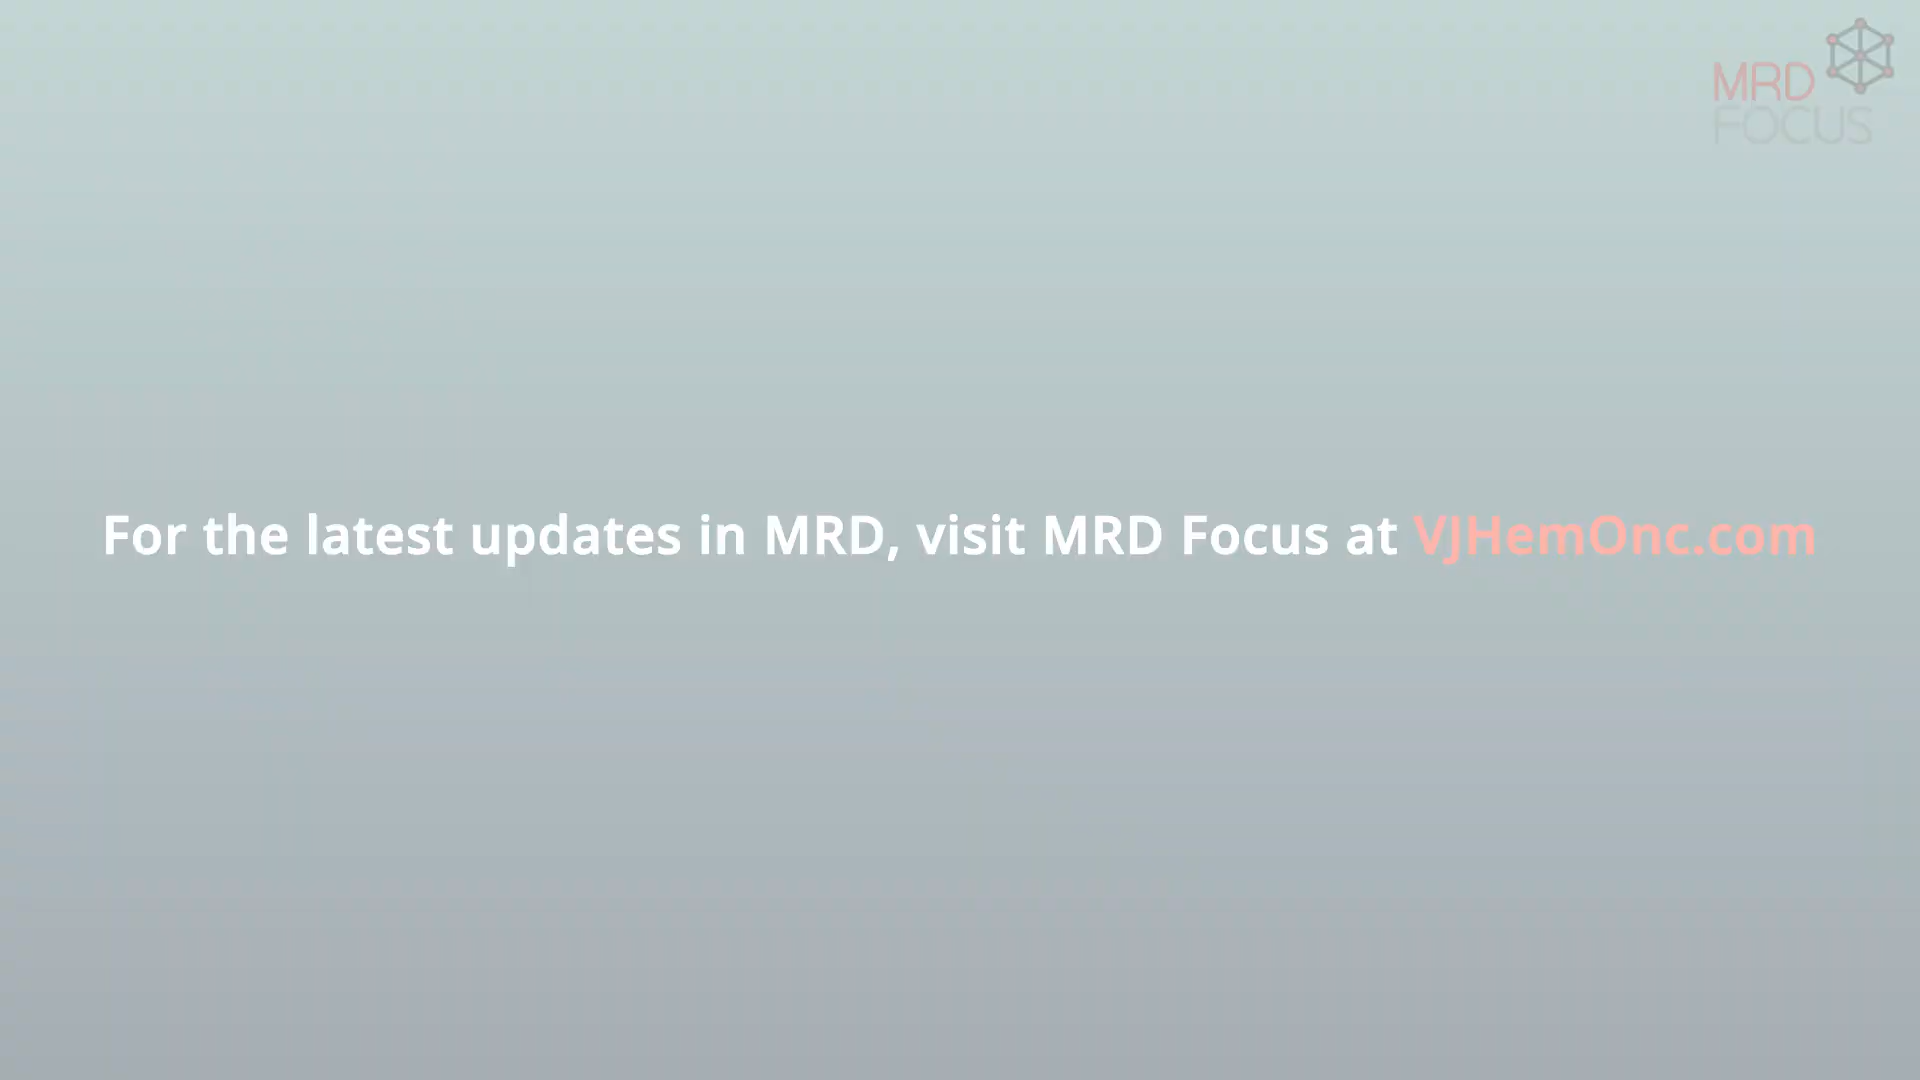 MRD
FOCUS
For the latest updates in MRD, visit MRD Focus at VJHemOnc.com